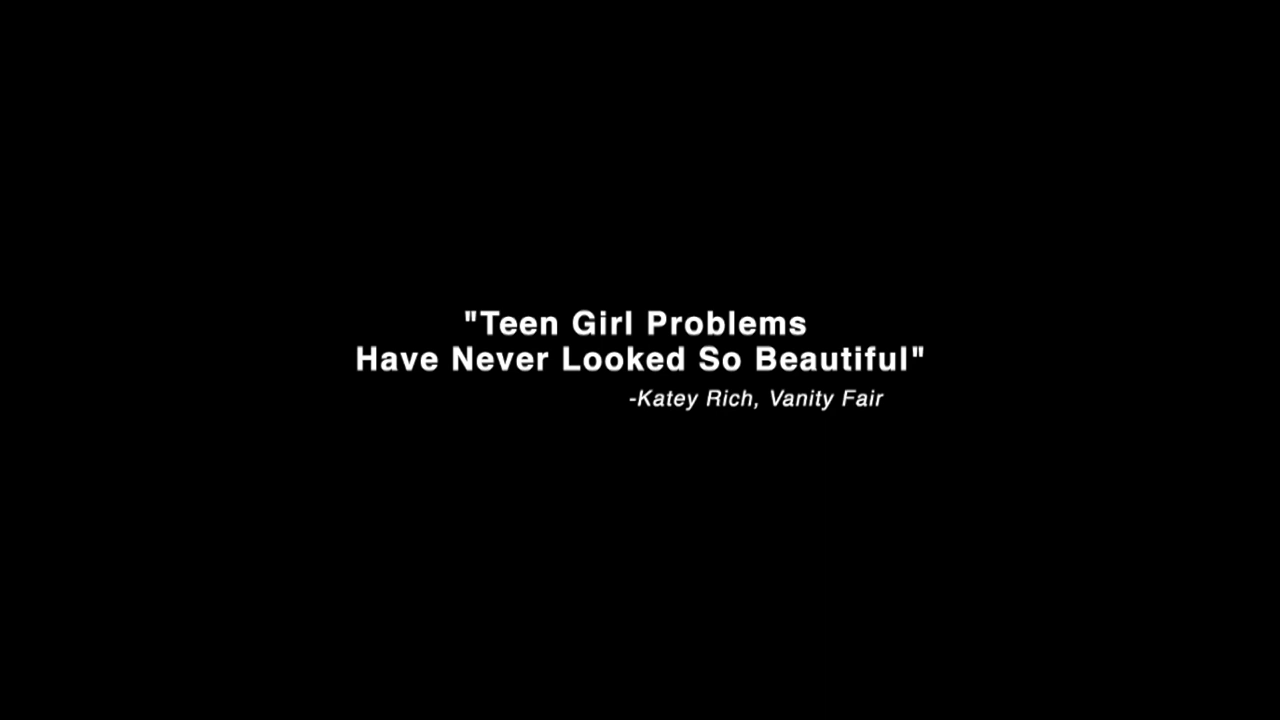 "Teen Girl Problems
Have Never Looked So Beautiful"
-Katey Rich, Vanity Fair